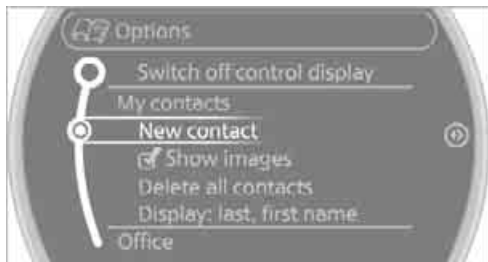 Options
Switch off control display
My contacts
New contact
Show images
Delete all contacts
Display: last, first name
Office